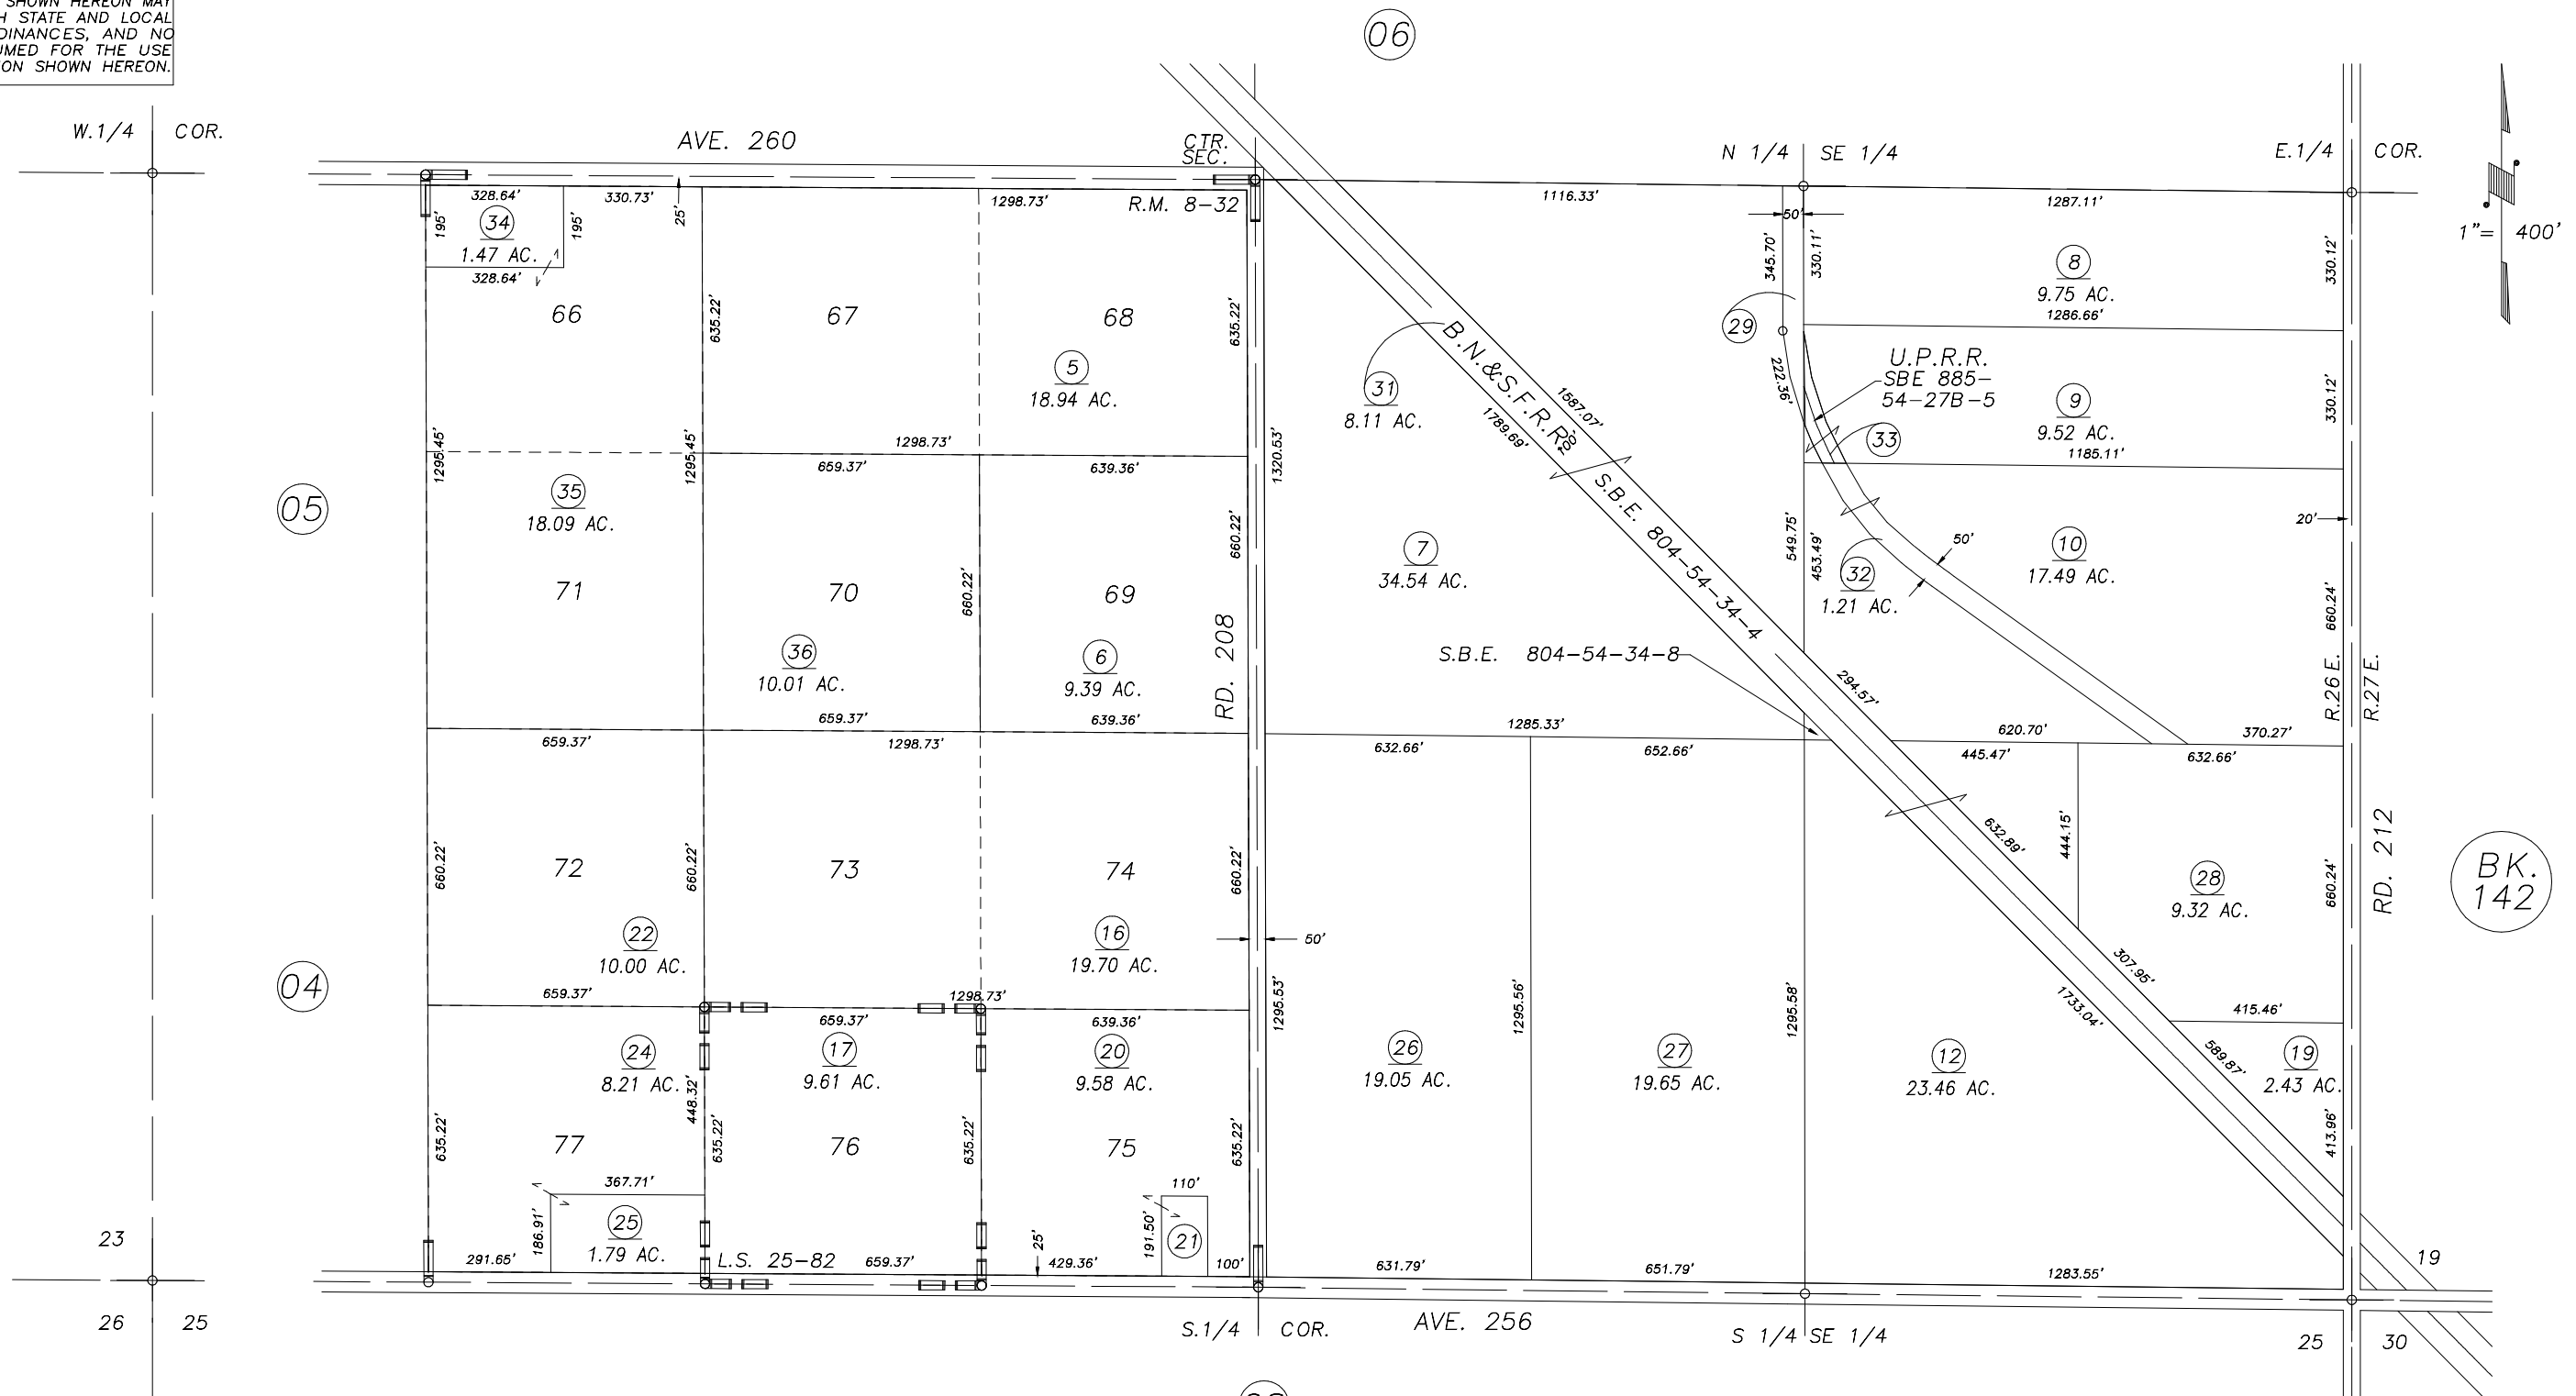 SHOWN HEREON MAY
H STATE AND LOCAL
DINANCES, AND NO
UMED FOR THE USE
ION SHOWN HEREON.
06
W.1/4 COR.
AVE. 260
CTR.
SEC.
N 1/4 SE 1/4
E.1/4 COR.
1"= 400'
328.64'
330.73'
25'
1298.73'
R.M. 8-32
1116.33'
50'
1287.11'
195'
34
195'
1.47 AC.
328.64'
345.70'
330.11'
8
9.75 AC.
330.12'
1286.66'
66
67
68
635.22'
635.22'
29
5
18.94 AC.
31
8.11 AC.
B.N.&S.F.R.R.
1587.07'
1789.69'
222.36'
U.P.R.R.
SBE 885-
54-27B-5
33
9
9.52 AC.
330.12'
1185.11'
1295.45'
1295.45'
1298.73'
659.37'
639.36'
1320.53'
05
35
18.09 AC.
71
70
69
660.22'
660.22'
7
34.54 AC.
S.B.E. 804-54-34-4
549.75'
453.49'
50'
32
1.21 AC.
10
17.49 AC.
20'
660.24'
36
10.01 AC.
6
9.39 AC.
RD. 208
S.B.E. 804-54-34-8
294.57'
R.26 E.
R.27 E.
659.37'
639.36'
659.37'
1298.73'
1285.33'
632.66'
652.66'
620.70'
445.47'
370.27'
632.66'
72
73
74
660.22'
660.22'
660.22'
632.89'
444.15'
28
9.32 AC.
660.24'
RD. 212
BK.
142
22
10.00 AC.
16
19.70 AC.
50'
04
659.37'
1298.73'
659.37'
639.36'
1295.53'
1295.56'
1295.58'
307.95'
1733.04'
415.46'
24
8.21 AC.
448.32'
17
9.61 AC.
20
9.58 AC.
26
19.05 AC.
27
19.65 AC.
12
23.46 AC.
589.87'
19
2.43 AC.
413.96'
635.22'
77
635.22'
76
635.22'
75
635.22'
367.71'
186.91'
25
1.79 AC.
110'
191.50'
21
23
291.65'
L.S. 25-82
659.37'
25'
429.36'
100'
631.79'
651.79'
1283.55'
19
26 25
S.1/4 COR.
AVE. 256
S 1/4 SE 1/4
25 30